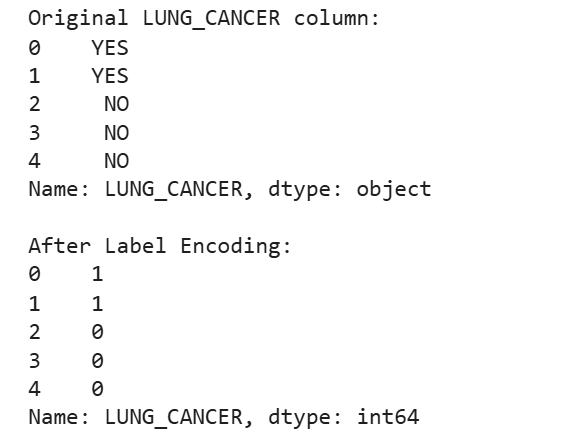 Original LUNG_CANCER column:
0    YES
1    YES
2     NO
3     NO
4     NO
Name: LUNG_CANCER, dtype: object

After Label Encoding:
0    1
1    1
2    0
3    0
4    0
Name: LUNG_CANCER, dtype: int64